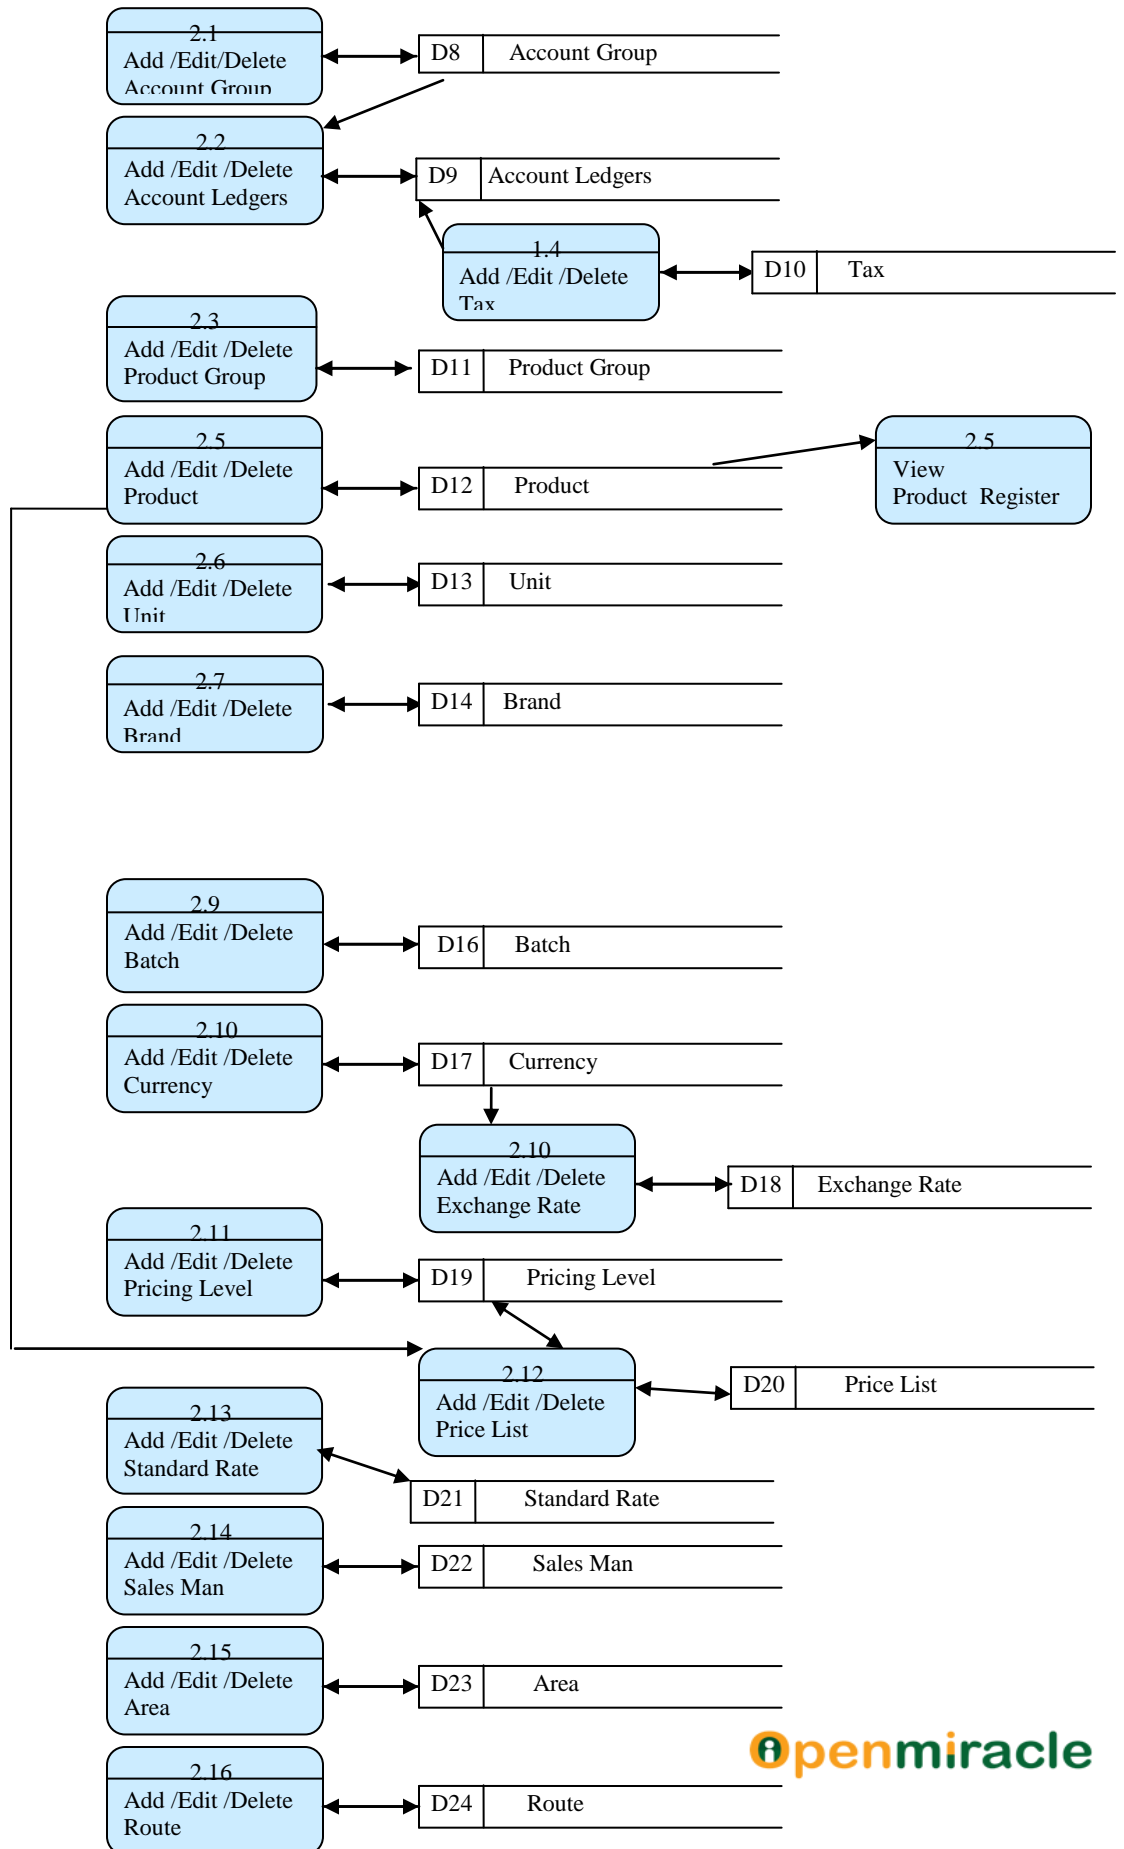 2.1
Add /Edit/Delete
Account Group
D8 Account Group
2.2
Add /Edit /Delete
Account Ledgers
D9 Account Ledgers
1.4
Add /Edit /Delete
Tax
D10 Tax
2.3
Add /Edit /Delete
Product Group
D11 Product Group
2.5
Add /Edit /Delete
Product
D12 Product
2.5
View
Product Register
2.6
Add /Edit /Delete
Unit
D13 Unit
2.7
Add /Edit /Delete
Brand
D14 Brand
2.9
Add /Edit /Delete
Batch
D16 Batch
2.10
Add /Edit /Delete
Currency
D17 Currency
2.10
Add /Edit /Delete
Exchange Rate
D18 Exchange Rate
2.11
Add /Edit /Delete
Pricing Level
D19 Pricing Level
2.12
Add /Edit /Delete
Price List
D20 Price List
2.13
Add /Edit /Delete
Standard Rate
D21 Standard Rate
2.14
Add /Edit /Delete
Sales Man
D22 Sales Man
2.15
Add /Edit /Delete
Area
D23 Area
Openmiracle
2.16
Add /Edit /Delete
Route
D24 Route